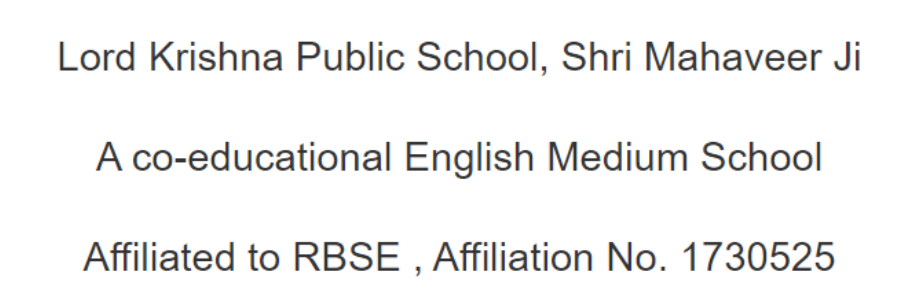 Lord Krishna Public School, Shri Mahaveer Ji
A co-educational English Medium School
Affiliated to RBSE , Affiliation No. 1730525